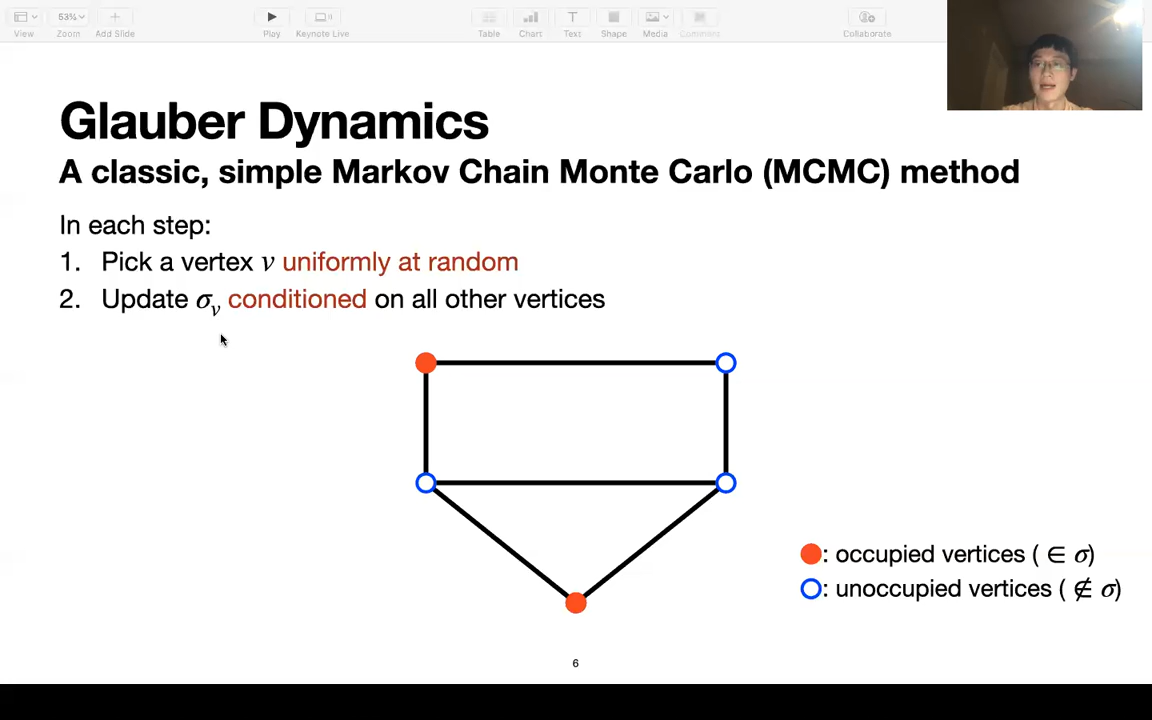 53%
View
Zoom
Add Slide
Play
Keynote Live
Table
Chart
Text
Shape
Media
Comment
Collaborate
Glauber Dynamics
A classic, simple Markov Chain Monte Carlo (MCMC) method
In each step:
1. Pick a vertex v uniformly at random
2. Update σᵥ conditioned on all other vertices
: occupied vertices ( ∈ σ)
: unoccupied vertices ( ∉ σ)
6